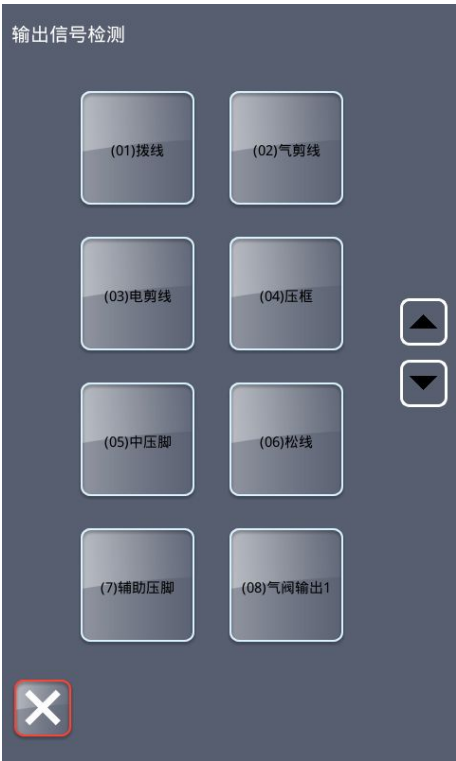 输出信号检测
(01)拨线
(02)气剪线
(03)电剪线
(04)压框
(05)中压脚
(06)松线
(7)辅助压脚
(08)气阀输出1